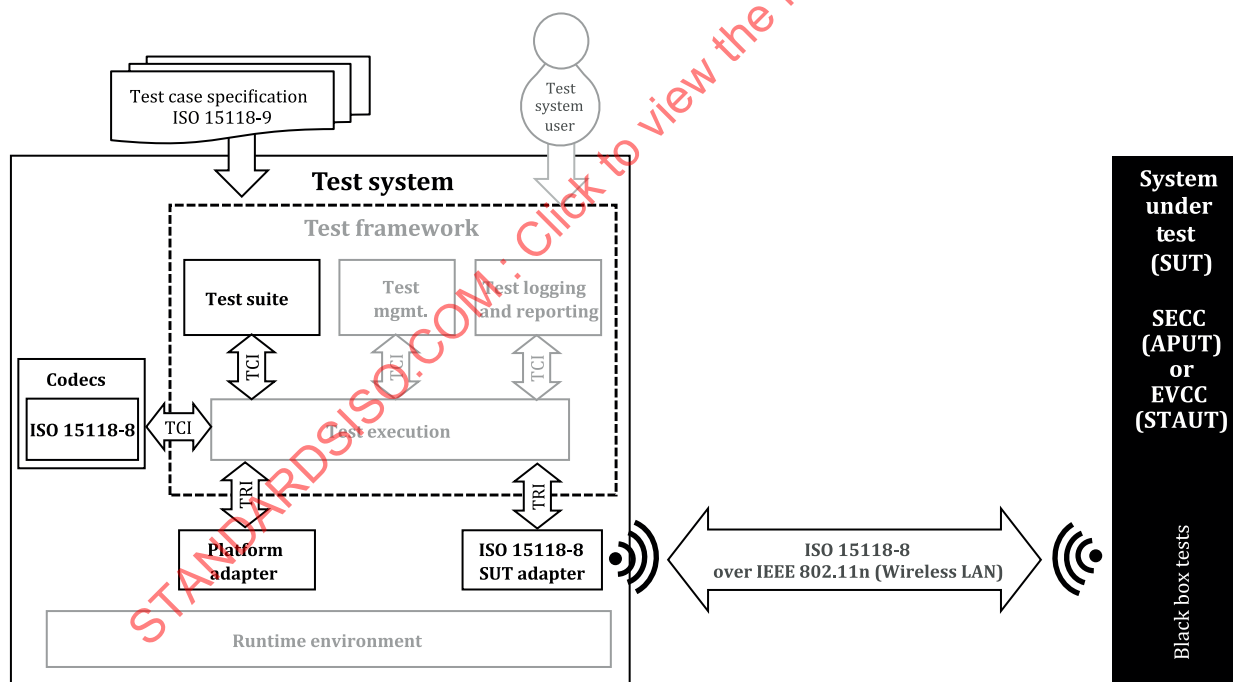 Test case specification
ISO 15118-9
Test
system
user
Test system
Test framework
Test suite
Test
mgmt.
Test logging
and reporting
TCI
TCI
TCI
Codecs
ISO 15118-8
TCI
Test execution
TRI
TRI
Platform
adapter
ISO 15118-8
SUT adapter
Runtime environment
ISO 15118-8
over IEEE 802.11n (Wireless LAN)
System
under
test
(SUT)
SECC
(APUT)
or
EVCC
(STAUT)
Black box tests
STANDARDSISO.COM : Click to view the